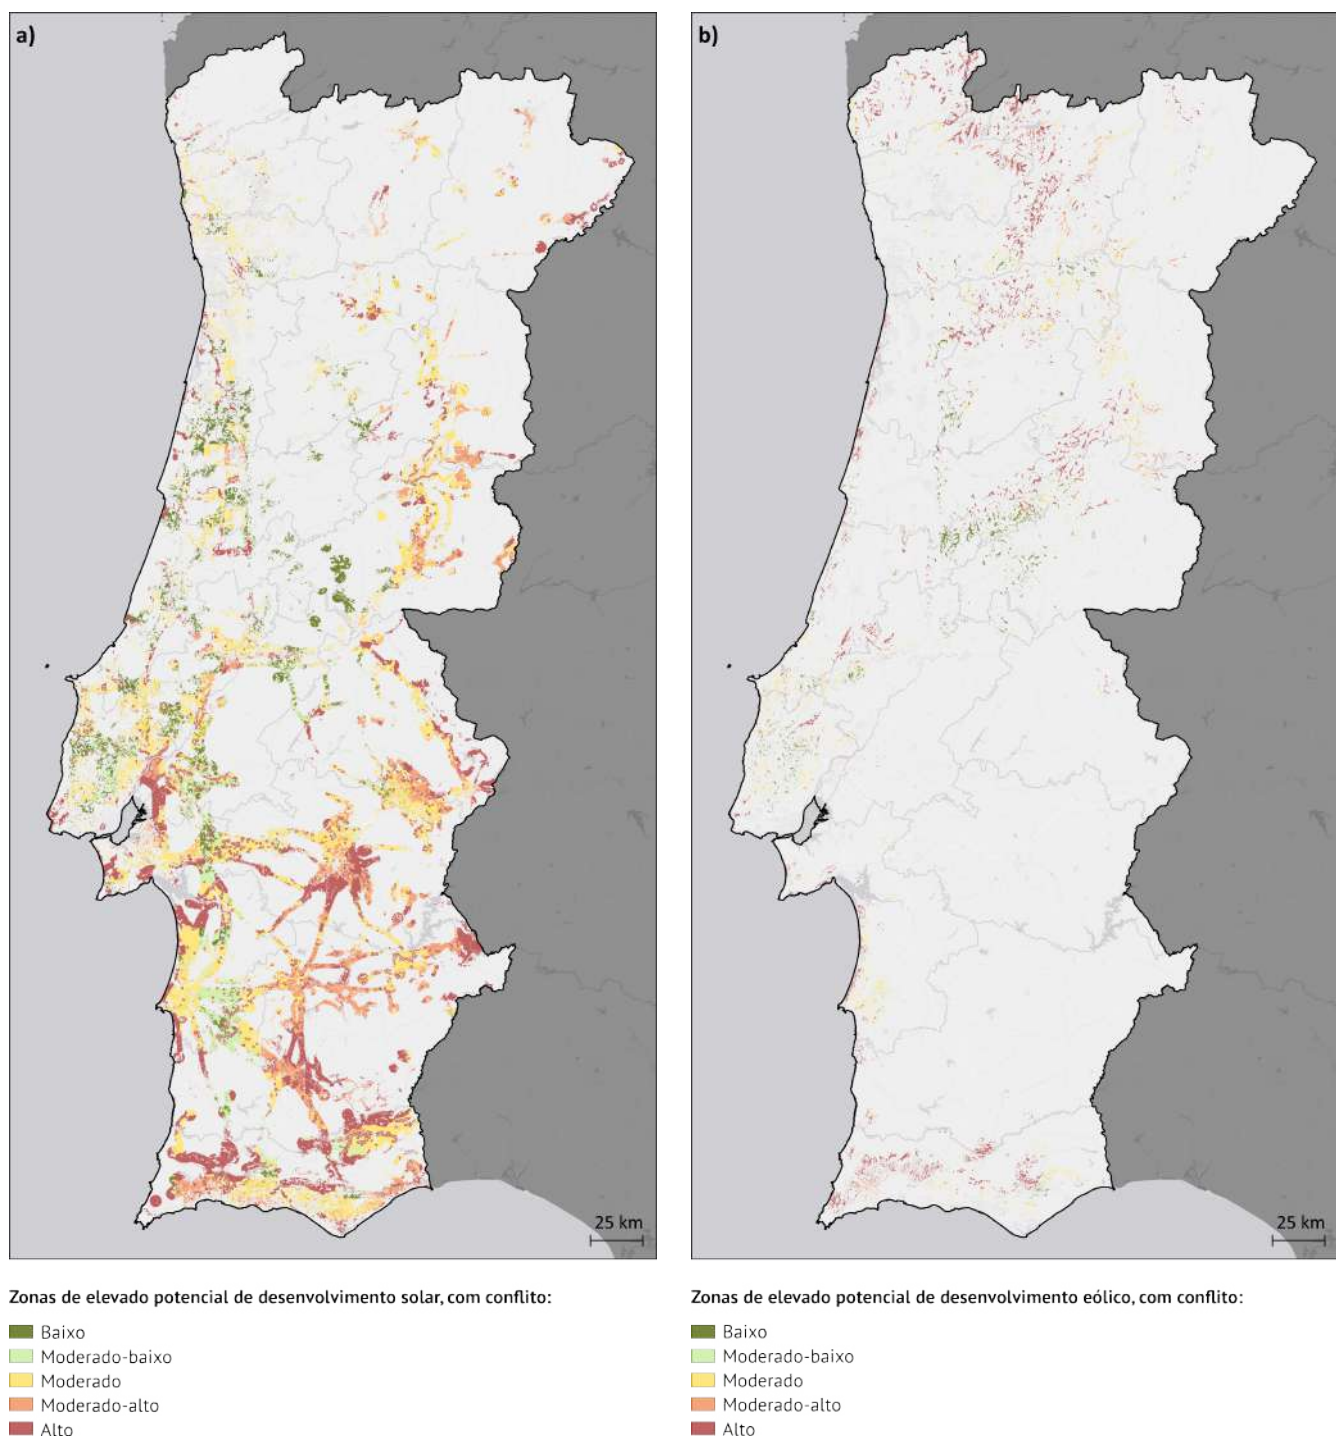 a)
25 km
Zonas de elevado potencial de desenvolvimento solar, com conflito:
Baixo
Moderado-baixo
Moderado
Moderado-alto
Alto
b)
25 km
Zonas de elevado potencial de desenvolvimento eólico, com conflito:
Baixo
Moderado-baixo
Moderado
Moderado-alto
Alto